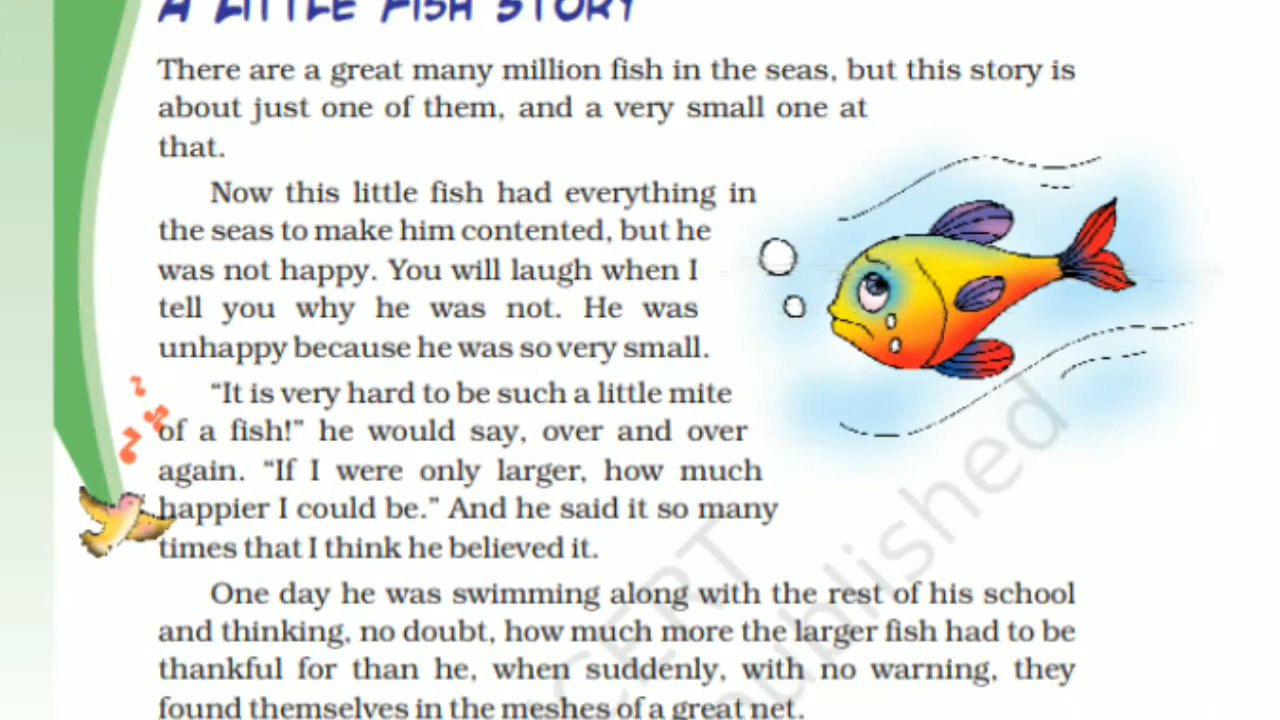 A LITTLE FISH STORY
There are a great many million fish in the seas, but this story is
about just one of them, and a very small one at
that.
Now this little fish had everything in
the seas to make him contented, but he
was not happy. You will laugh when I
tell you why he was not. He was
unhappy because he was so very small.
“It is very hard to be such a little mite
of a fish!” he would say, over and over
again. “If I were only larger, how much
happier I could be.” And he said it so many
times that I think he believed it.
One day he was swimming along with the rest of his school
and thinking, no doubt, how much more the larger fish had to be
thankful for than he, when suddenly, with no warning, they
found themselves in the meshes of a great net.